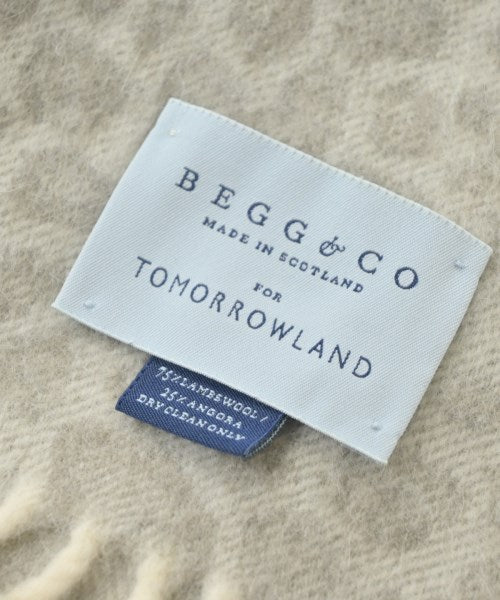 BEGG & CO
MADE IN SCOTLAND
FOR
TOMORROWLAND
75% LAMBSWOOL /
25% ANGORA
DRY CLEAN ONLY